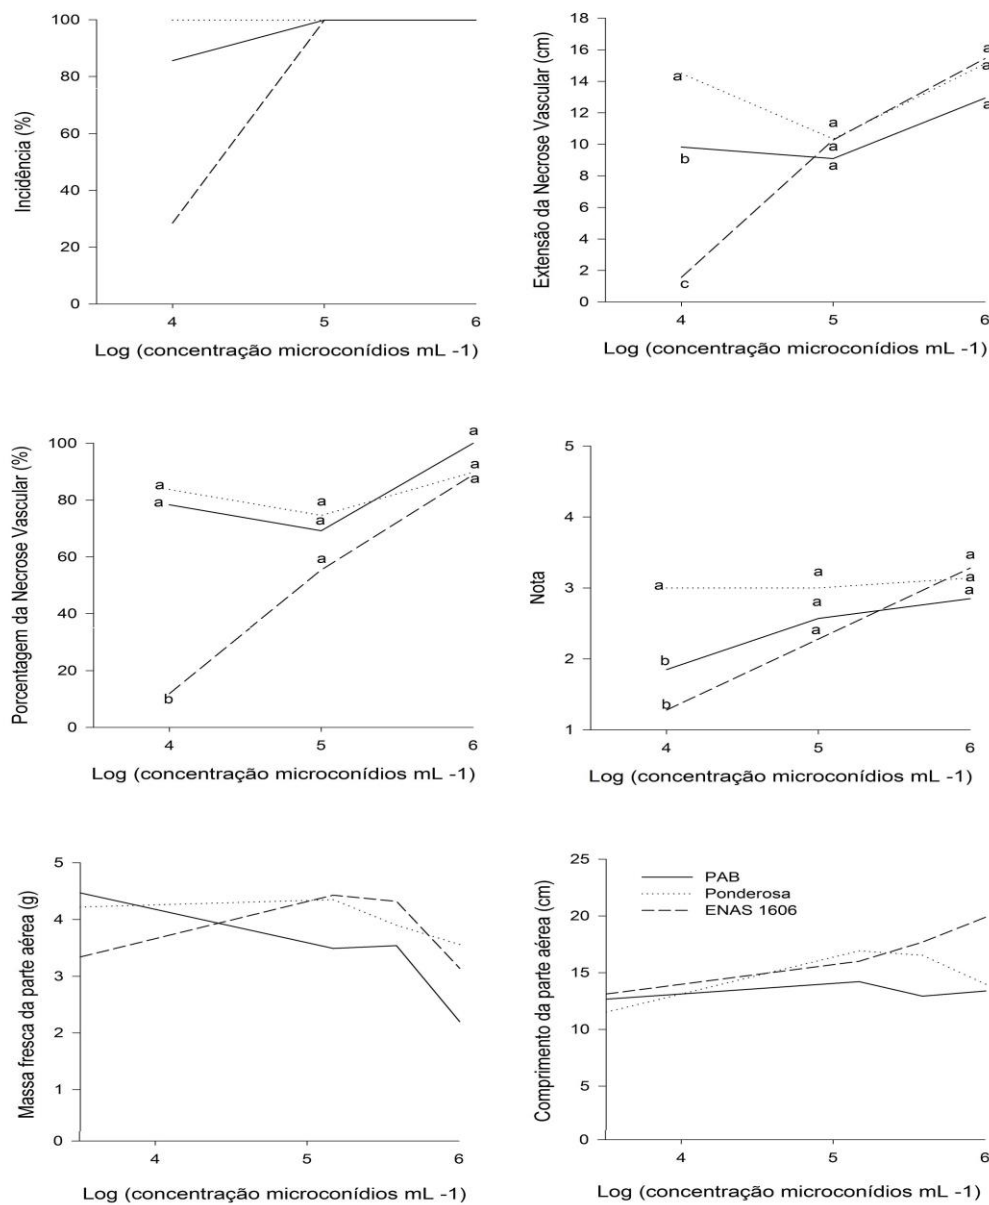 Incidência (%)
100
80
60
40
20
0
4
5
6
Log (concentração microconídios mL -1)
Extensão da Necrose Vascular (cm)
18
16
14
12
10
8
6
4
2
0
a
b
c
a
a
a
a
a
a
4
5
6
Log (concentração microconídios mL -1)
Porcentagem da Necrose Vascular (%)
100
80
60
40
20
0
a
a
b
a
a
a
a
a
a
4
5
6
Log (concentração microconídios mL -1)
Nota
5
4
3
2
1
a
b
b
a
a
a
a
a
a
4
5
6
Log (concentração microconídios mL -1)
Massa fresca da parte aérea (g)
5
4
3
2
1
0
4
5
6
Log (concentração microconídios mL -1)
Comprimento da parte aérea (cm)
25
20
15
10
5
0
PAB
Ponderosa
ENAS 1606
4
5
6
Log (concentração microconídios mL -1)